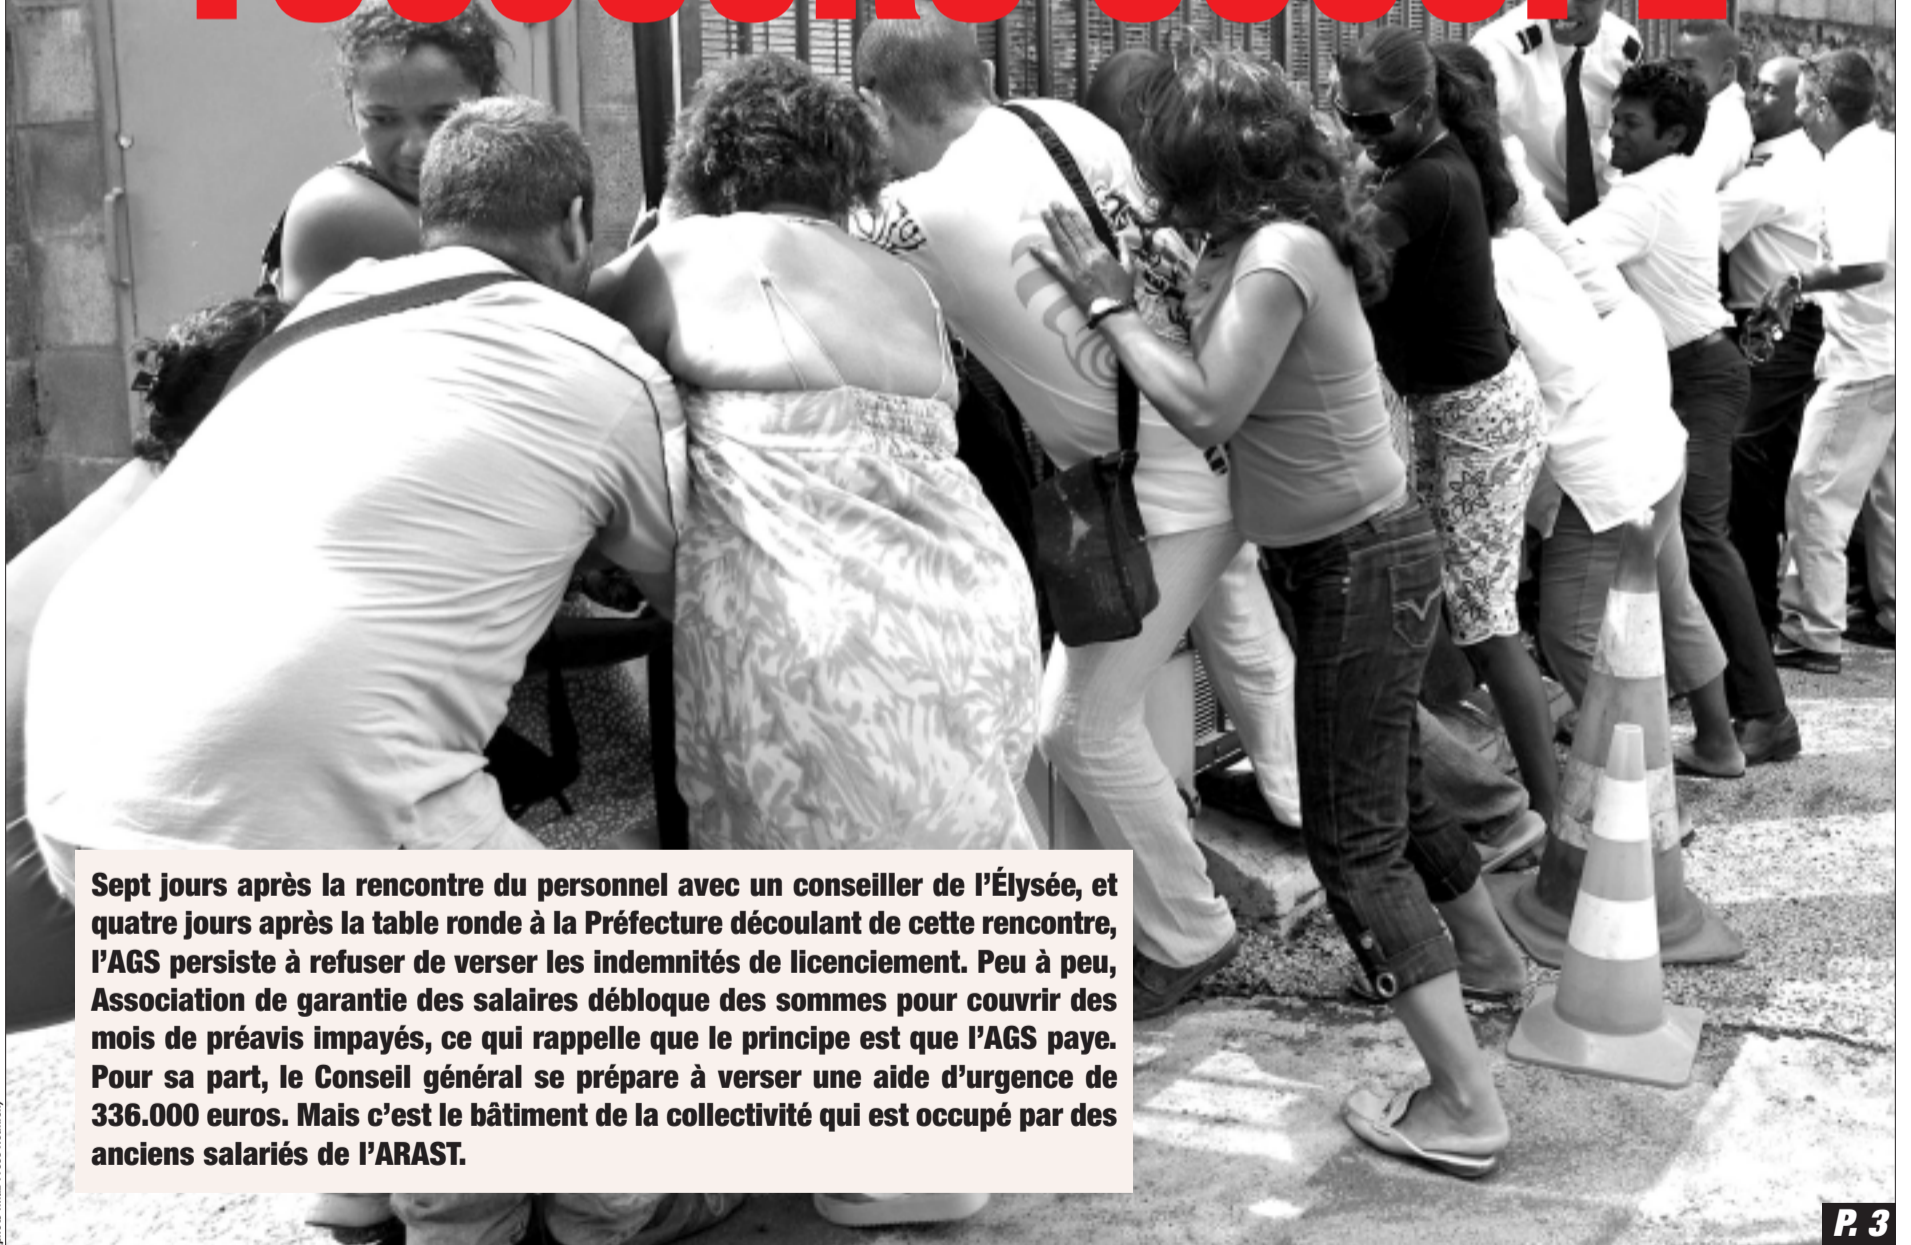 Sept jours après la rencontre du personnel avec un conseiller de l’Élysée, et
quatre jours après la table ronde à la Préfecture découlant de cette rencontre,
l’AGS persiste à refuser de verser les indemnités de licenciement. Peu à peu,
Association de garantie des salaires débloque des sommes pour couvrir des
mois de préavis impayés, ce qui rappelle que le principe est que l’AGS paye.
Pour sa part, le Conseil général se prépare à verser une aide d’urgence de
336.000 euros. Mais c’est le bâtiment de la collectivité qui est occupé par des
anciens salariés de l’ARAST.
P. 3